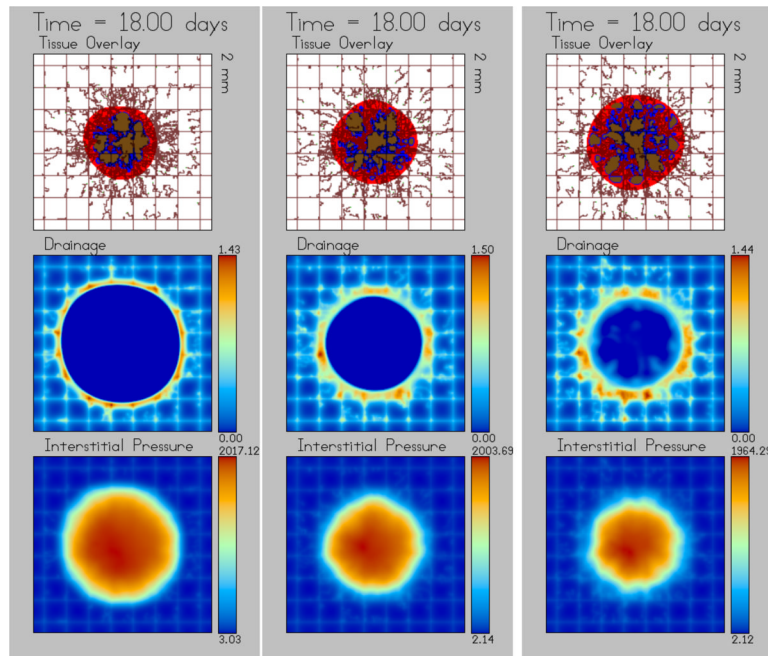 Time = 18.00 days
Tissue Overlay
2 mm
Drainage
1.43
0.00
Interstitial Pressure
2017.12
3.03
Time = 18.00 days
Tissue Overlay
2 mm
Drainage
1.50
0.00
Interstitial Pressure
2003.69
2.14
Time = 18.00 days
Tissue Overlay
2 mm
Drainage
1.44
0.00
Interstitial Pressure
1964.29
2.12